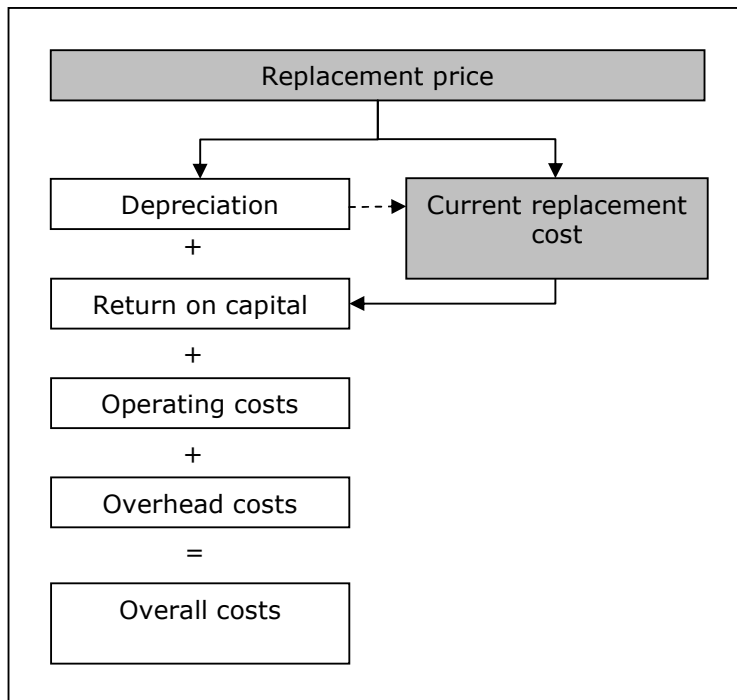 Replacement price
Depreciation
Current replacement
cost
+
Return on capital
+
Operating costs
+
Overhead costs
=
Overall costs